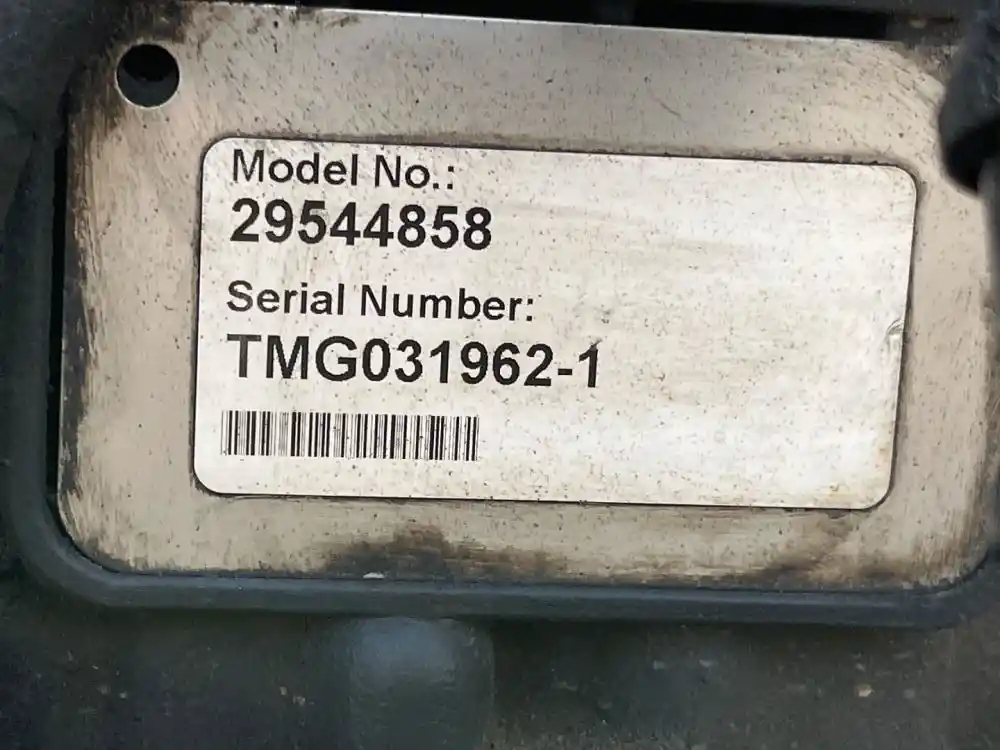 Model No.:
29544858
Serial Number:
TMG031962-1